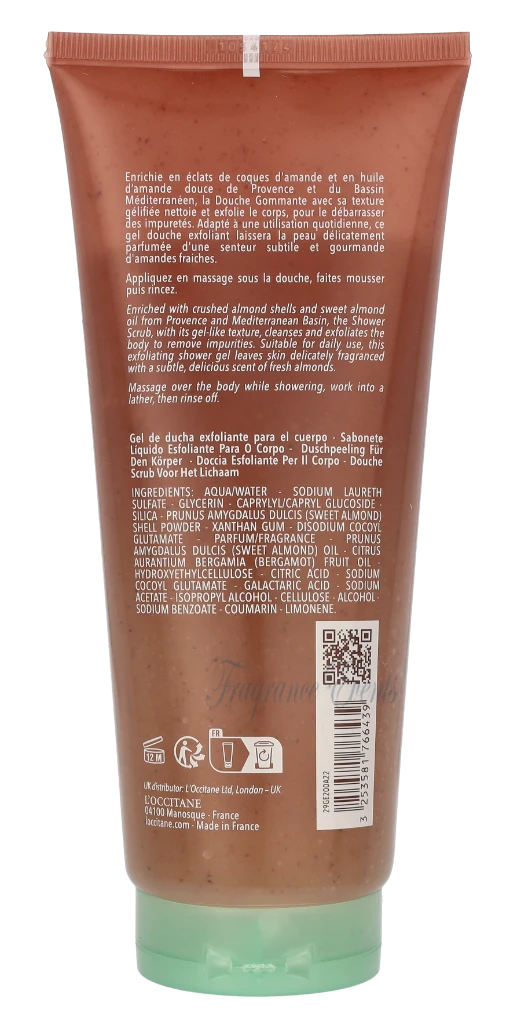 Enrichie en éclats de coques d'amande et en huile
d'amande douce de Provence et du Bassin
Méditerranéen, la Douche Gommante avec sa texture
gélifiée nettoie et exfolie le corps, pour le débarrasser
des impuretés. Adapté à une utilisation quotidienne, ce
gel douche exfoliant laissera la peau délicatement
parfumée d'une senteur subtile et gourmande
d'amandes fraiches.
Appliquez en massage sous la douche, faites mousser
puis rincez.
Enriched with crushed almond shells and sweet almond
oil from Provence and Mediterranean Basin, the Shower
Scrub, with its gel-like texture, cleanses and exfoliates the
body to remove impurities. Suitable for daily use, this
exfoliating shower gel leaves skin delicately fragranced
with a subtle, delicious scent of fresh almonds.
Massage over the body while showering, work into a
lather, then rinse off.
Gel de ducha exfoliante para el cuerpo - Sabonete
Líquido Esfoliante Para O Corpo - Duschpeeling Für
Den Körper - Doccia Esfoliante Per Il Corpo - Douche
Scrub Voor Het Lichaam
INGREDIENTS: AQUA/WATER - SODIUM LAURETH
SULFATE - GLYCERIN - CAPRYLYL/CAPRYL GLUCOSIDE -
SILICA - PRUNUS AMYGDALUS DULCIS (SWEET ALMOND)
SHELL POWDER - XANTHAN GUM - DISODIUM COCOYL
GLUTAMATE - PARFUM/FRAGRANCE - PRUNUS
AMYGDALUS DULCIS (SWEET ALMOND) OIL - CITRUS
AURANTIUM BERGAMIA (BERGAMOT) FRUIT OIL -
HYDROXYETHYLCELLULOSE - CITRIC ACID - SODIUM
COCOYL GLUTAMATE - GALACTARIC ACID - SODIUM
ACETATE - ISOPROPYL ALCOHOL - CELLULOSE - ALCOHOL -
SODIUM BENZOATE - COUMARIN - LIMONENE.
Fragrance Events
FR
12 M
29GE200A22
3 253581 766439
UK distributor: L'Occitane Ltd, London – UK
L'OCCITANE
04100 Manosque - France
loccitane.com - Made in France